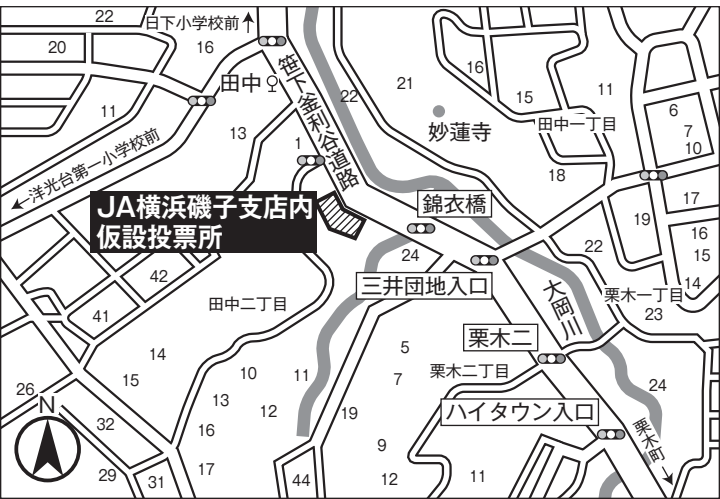 22
日下小学校前
20
16
田中
笹下釜利谷道路
22
21
16
15
11
6
7
10
11
13
1
妙蓮寺
田中一丁目
18
洋光台第一小学校前
JA横浜磯子支店内
仮設投票所
錦衣橋
17
19
16
15
14
22
24
三井団地入口
大岡川
栗木一丁目
23
42
41
田中二丁目
栗木二
5
栗木二丁目
7
14
15
10
11
13
12
26
N
32
16
19
24
ハイタウン入口
栗木町
9
29
31
17
44
12
11